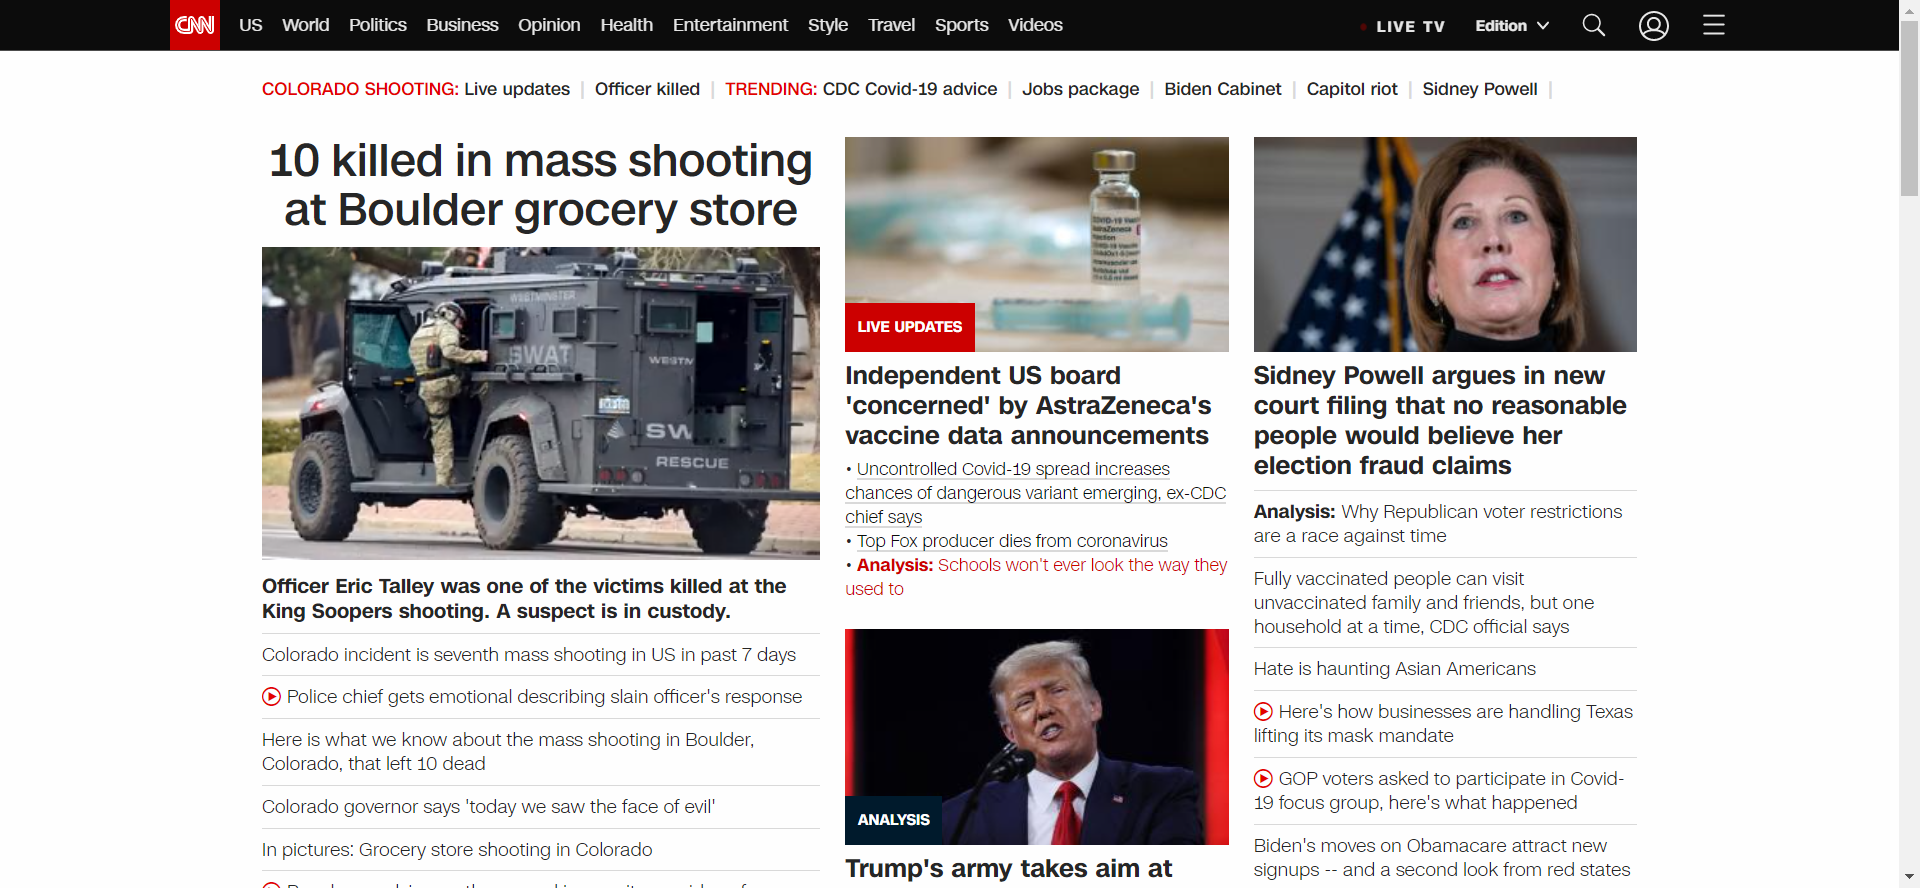 CNN US World Politics Business Opinion Health Entertainment Style Travel Sports Videos LIVE TV Edition
COLORADO SHOOTING: Live updates | Officer killed | TRENDING: CDC Covid-19 advice | Jobs package | Biden Cabinet | Capitol riot | Sidney Powell |
10 killed in mass shooting
at Boulder grocery store
WESTMINSTER
SWAT
SW
RESCUE
Officer Eric Talley was one of the victims killed at the
King Soopers shooting. A suspect is in custody.
Colorado incident is seventh mass shooting in US in past 7 days
Police chief gets emotional describing slain officer's response
Here is what we know about the mass shooting in Boulder,
Colorado, that left 10 dead
Colorado governor says 'today we saw the face of evil'
In pictures: Grocery store shooting in Colorado
COVID-19 Vaccine
AstraZeneca
LIVE UPDATES
Independent US board
'concerned' by AstraZeneca's
vaccine data announcements
• Uncontrolled Covid-19 spread increases
chances of dangerous variant emerging, ex-CDC
chief says
• Top Fox producer dies from coronavirus
• Analysis: Schools won't ever look the way they
used to
ANALYSIS
Trump's army takes aim at
Sidney Powell argues in new
court filing that no reasonable
people would believe her
election fraud claims
Analysis: Why Republican voter restrictions
are a race against time
Fully vaccinated people can visit
unvaccinated family and friends, but one
household at a time, CDC official says
Hate is haunting Asian Americans
Here's how businesses are handling Texas
lifting its mask mandate
GOP voters asked to participate in Covid-
19 focus group, here's what happened
Biden's moves on Obamacare attract new
signups -- and a second look from red states